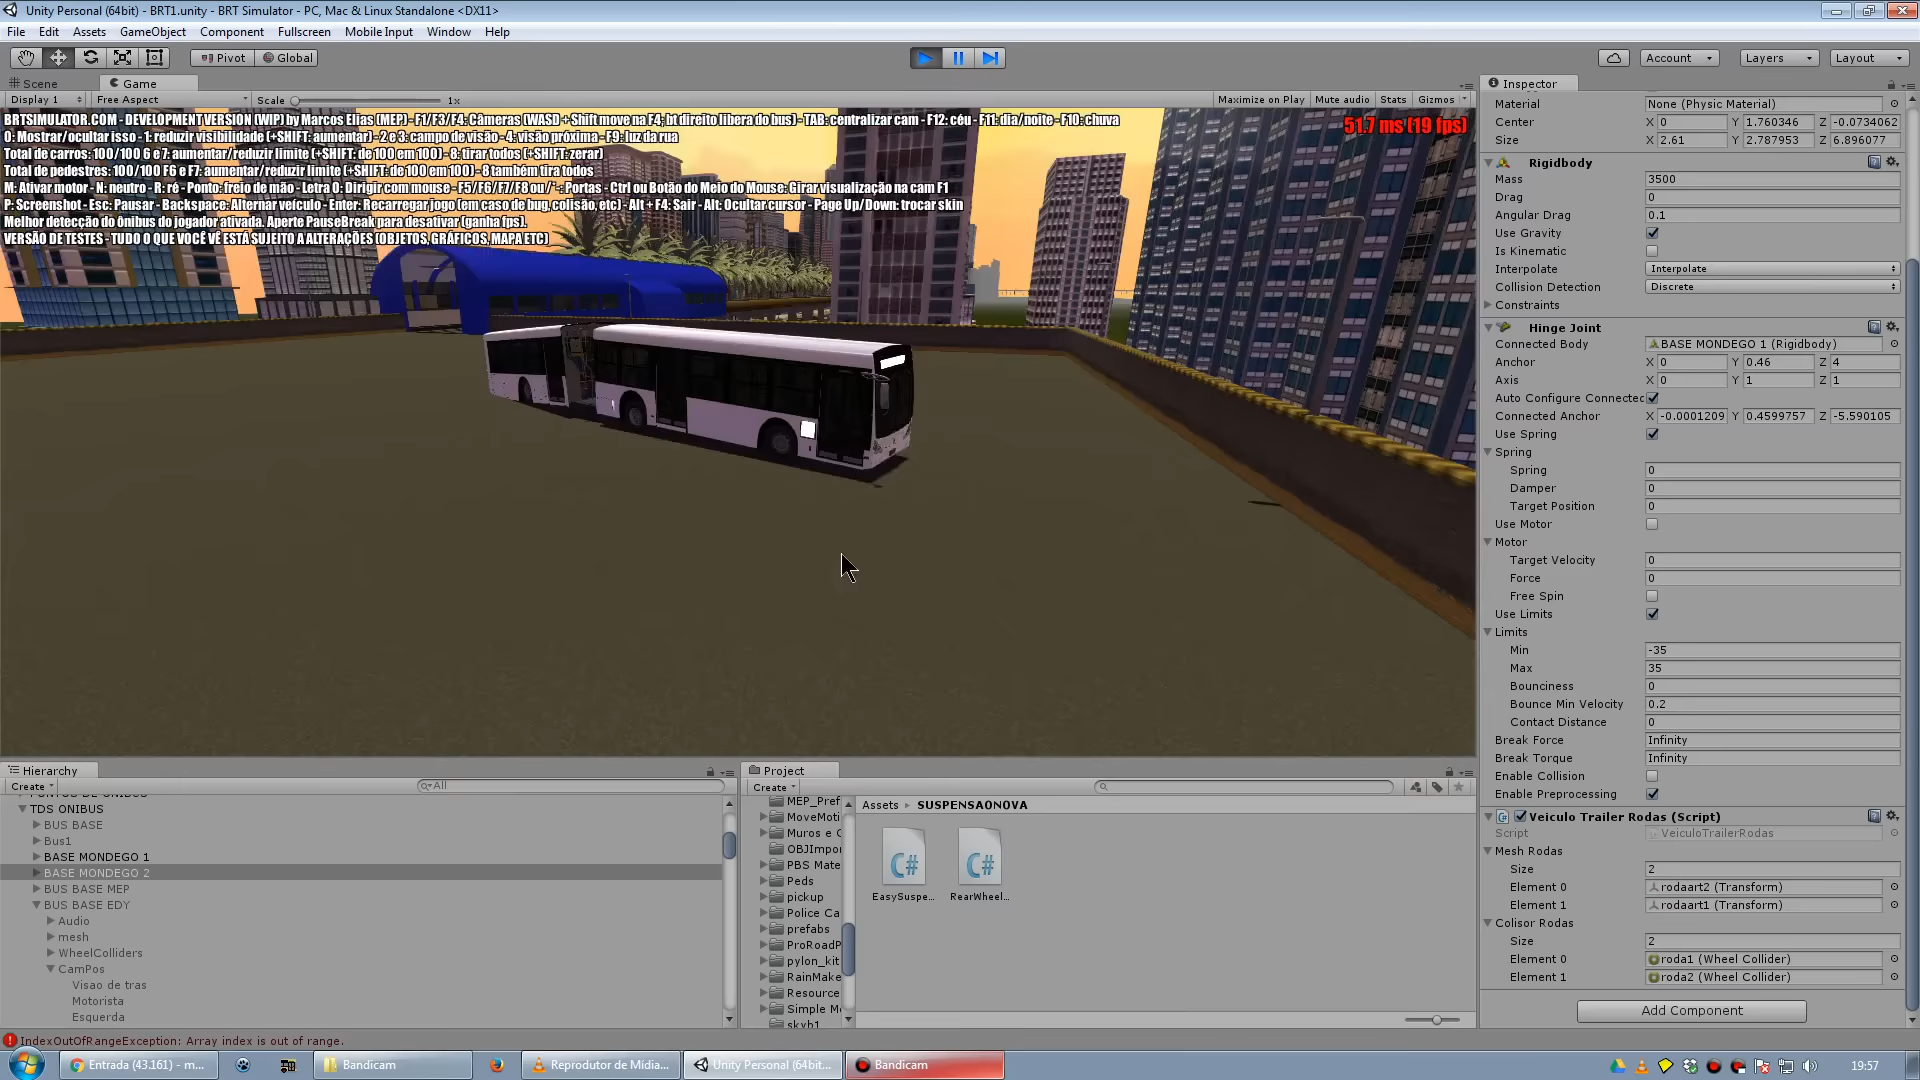 Unity Personal (64bit) - BRT1.unity - BRT Simulator - PC, Mac & Linux Standalone <DX11>
File Edit Assets GameObject Component Fullscreen Mobile Input Window Help
Pivot Global Account Layers Layout
Scene Game
Display 1 Free Aspect Scale 1x Maximize on Play Mute audio Stats Gizmos
BRTSIMULATOR.COM - DEVELOPMENT VERSION (WIP) by Marcos Elias (MEP) - F1/F3/F4: Câmeras (WASD + Shift move na F4; bt direito libera do bus) - TAB: centralizar cam - F12: céu - F11: dia/noite - F10: chuva
0: Mostrar/ocultar isso - 1: reduzir visibilidade (+SHIFT: aumentar) - 2 e 3: campo de visão - 4: visão próxima - F9: luz da rua
Total de carros: 100/100 6 e 7: aumentar/reduzir limite (+SHIFT: de 100 em 100) - 8: tirar todos (+SHIFT: zerar)
Total de pedestres: 100/100 F6 e F7: aumentar/reduzir limite (+SHIFT: de 100 em 100) - 8 também tira todos
M: Ativar motor - N: neutro - R: ré - Ponto: freio de mão - Letra O: Dirigir com mouse - F5/F6/F7/F8 ou /~: Portas - Ctrl ou Botão do Meio do Mouse: Girar visualização na cam F1
P: Screenshot - Esc: Pausar - Backspace: Alternar veículo - Enter: Recarregar jogo (em caso de bug, colisão, etc) - Alt + F4: Sair - Alt: Ocultar cursor - Page Up/Down: trocar skin
Melhor detecção do ônibus do jogador ativada. Aperte PauseBreak para desativar (ganha fps).
VERSÃO DE TESTES - TUDO O QUE VOCÊ VÊ ESTÁ SUJEITO A ALTERAÇÕES (OBJETOS, GRÁFICOS, MAPA ETC)
51.7 ms (19 fps)
Inspector
Material None (Physic Material)
Center X 0 Y 1.760346 Z -0.0734062
Size X 2.61 Y 2.787953 Z 6.896077
Rigidbody
Mass 3500
Drag 0
Angular Drag 0.1
Use Gravity
Is Kinematic
Interpolate Interpolate
Collision Detection Discrete
Constraints
Hinge Joint
Connected Body BASE MONDEGO 1 (Rigidbody)
Anchor X 0 Y 0.46 Z 4
Axis X 0 Y 1 Z 1
Auto Configure Connected
Connected Anchor X -0.0001209 Y 0.4599757 Z -5.590105
Use Spring
Spring
Spring 0
Damper 0
Target Position 0
Use Motor
Motor
Target Velocity 0
Force 0
Free Spin
Use Limits
Limits
Min -35
Max 35
Bounciness 0
Bounce Min Velocity 0.2
Contact Distance 0
Break Force Infinity
Break Torque Infinity
Enable Collision
Enable Preprocessing
Veiculo Trailer Rodas (Script)
Script VeiculoTrailerRodas
Mesh Rodas
Size 2
Element 0 rodaart2 (Transform)
Element 1 rodaart1 (Transform)
Colisor Rodas
Size 2
Element 0 roda1 (Wheel Collider)
Element 1 roda2 (Wheel Collider)
Add Component
Hierarchy
Create All
PONTOS DE ONIBUS
TDS ONIBUS
BUS BASE
Bus1
BASE MONDEGO 1
BASE MONDEGO 2
BUS BASE MEP
BUS BASE EDY
Audio
mesh
WheelColliders
CamPos
Visao de tras
Motorista
Esquerda
Project
Create
MEP_Pref
MoveMoti
Muros e C
OBJImpor
PBS Mate
Peds
pickup
Police Ca
prefabs
ProRoadP
pylon_kit
RainMake
Resource
Simple M
skyb1
Assets SUSPENSAONOVA
C# C#
EasySuspe... RearWheel...
IndexOutOfRangeException: Array index is out of range.
Entrada (43.161) - m... Bandicam Reprodutor de Mídia... Unity Personal (64bit... Bandicam 19:57